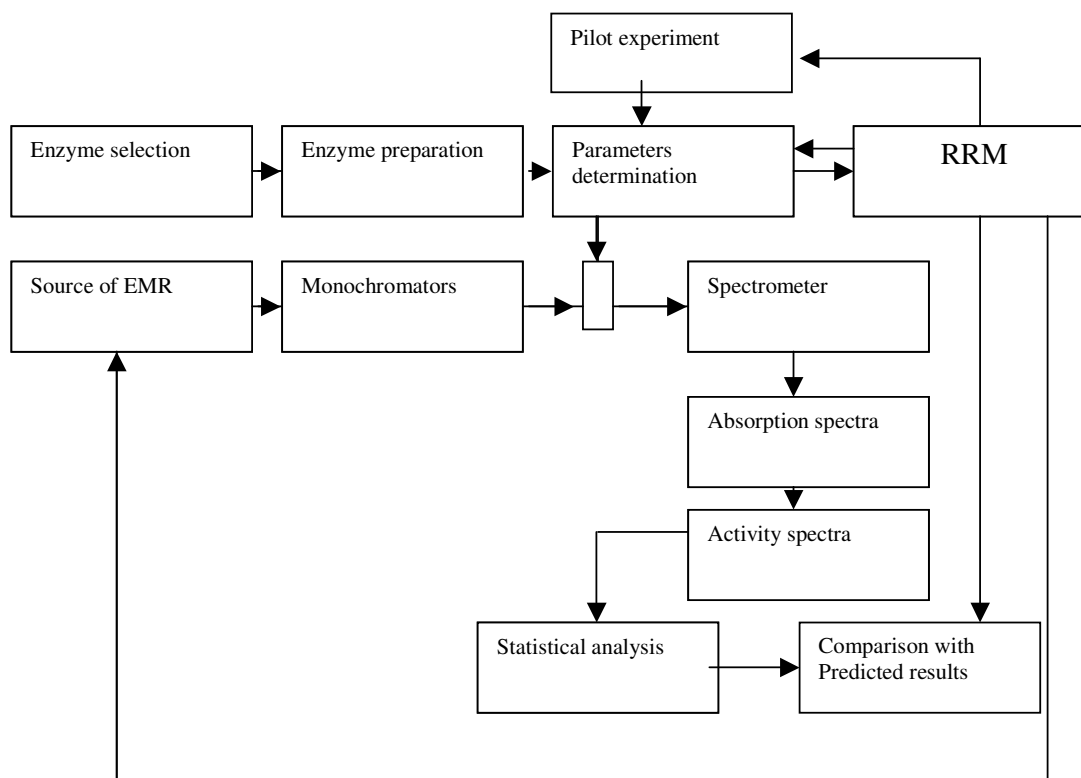 Pilot experiment
Enzyme selection
Enzyme preparation
Parameters
determination
RRM
Source of EMR
Monochromators
Spectrometer
Absorption spectra
Activity spectra
Statistical analysis
Comparison with
Predicted results